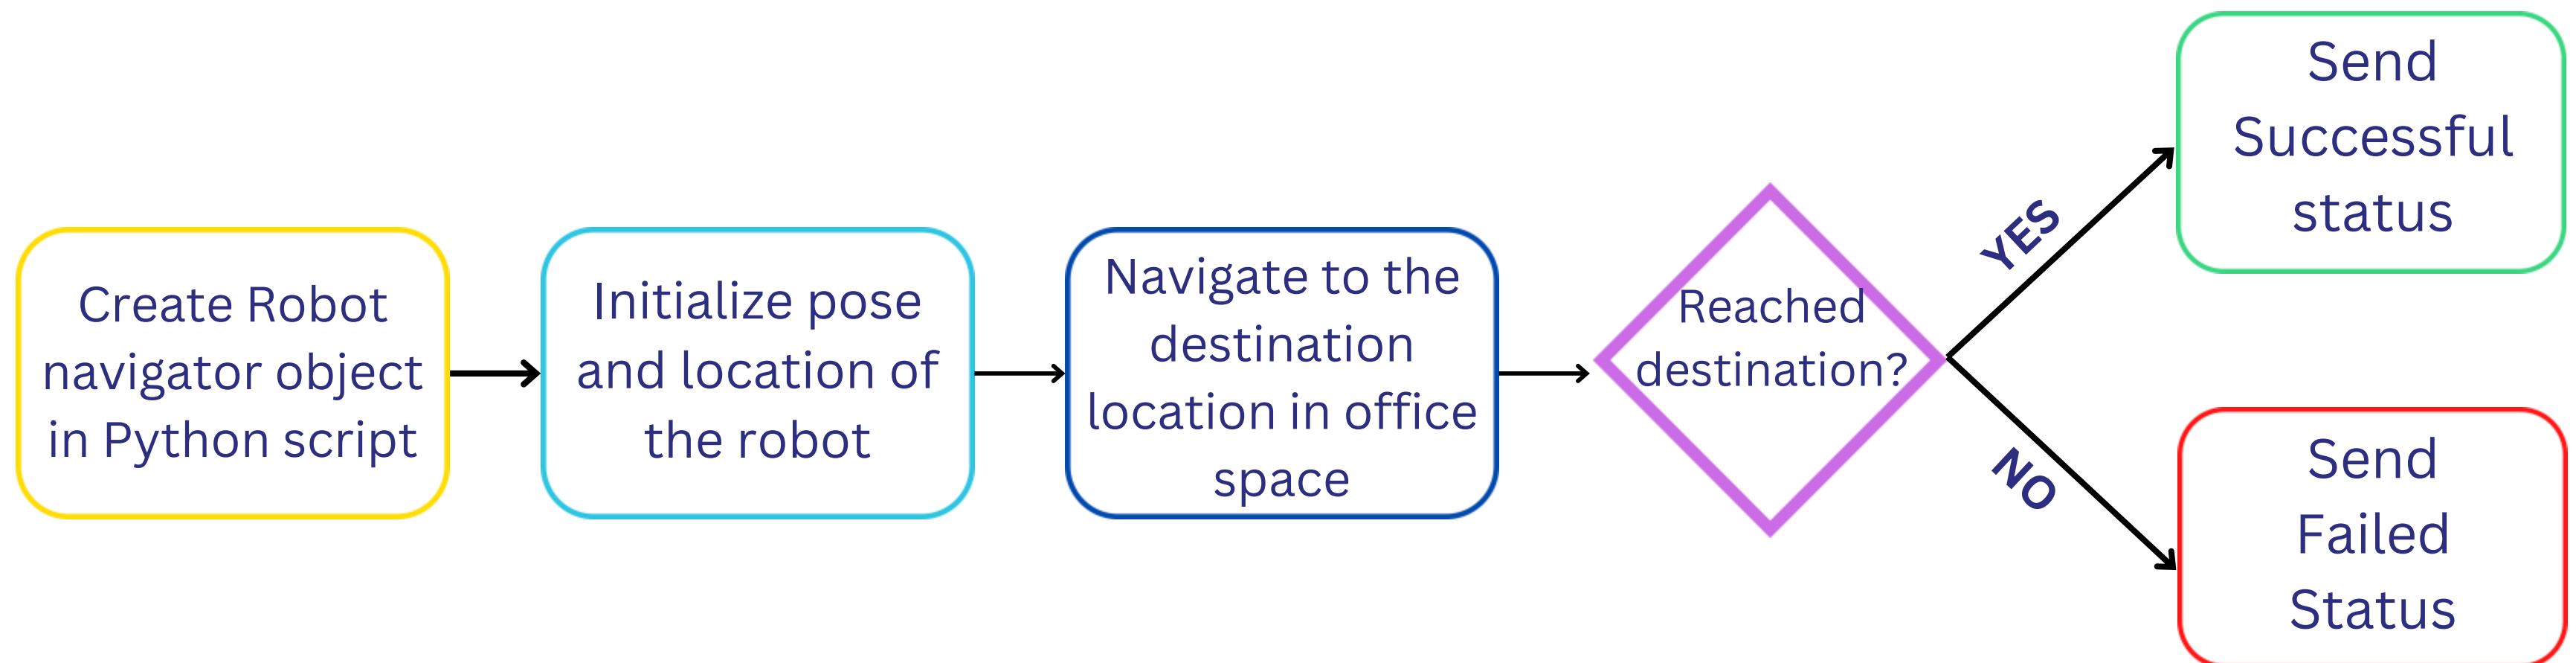 Create Robot
navigator object
in Python script
Initialize pose
and location of
the robot
Navigate to the
destination
location in office
space
Reached
destination?
YES
Send
Successful
status
NO
Send
Failed
Status